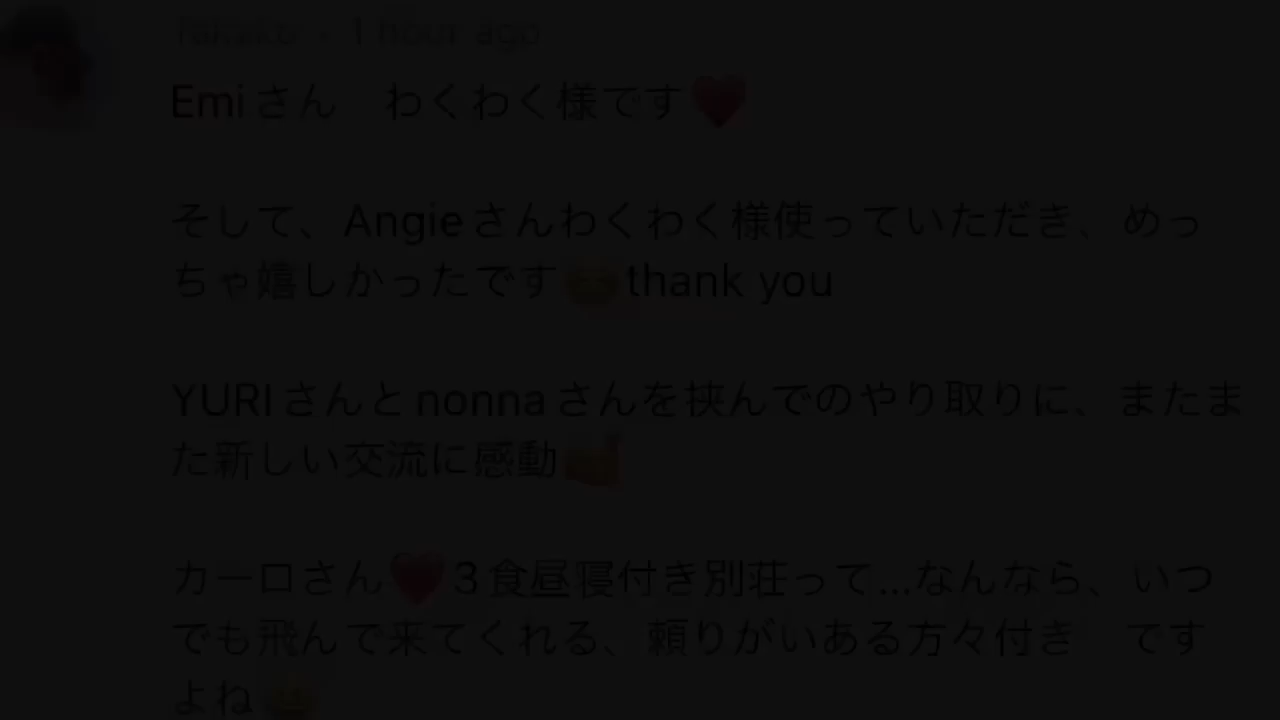 1 hour ago
Emiさん　わくわく様です❤️
そして、Angieさんわくわく様使っていただき、めっ
ちゃ嬉しかったです thank you
YURIさんとnonnaさんを挟んでのやり取りに、またま
た新しい交流に感動
カーロさん❤️3食昼寝付き別荘って...なんなら、いつ
でも飛んで来てくれる、頼りがいある方々付き　です
よね